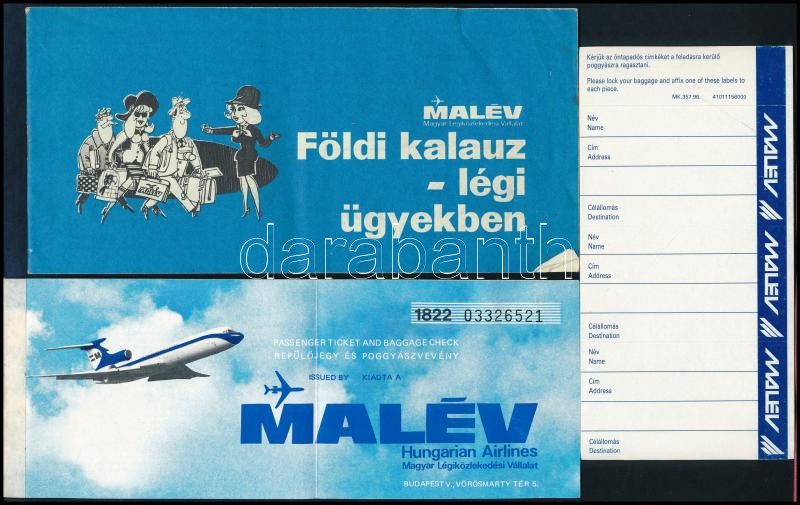 MALÉV
Magyar Légiközlekedési Vállalat
Földi kalauz
- légi
ügyekben
MALÉV
darabanth
1822 03326521
PASSENGER TICKET AND BAGGAGE CHECK
REPÜLŐJEGY ÉS POGGYÁSZVEVÉNY
ISSUED BY KIADTA A
MALÉV
Hungarian Airlines
Magyar Légiközlekedési Vállalat
BUDAPEST V., VÖRÖSMARTY TÉR 5.
Kérjük az öntapadós címkéket a feladásra kerülő
poggyászra ragasztani.
Please lock your baggage and affix one of these labels to
each piece.
MK.357.96. 41011156000
Név
Name
Cím
Address
Célállomás
Destination
Név
Name
Cím
Address
Célállomás
Destination
Név
Name
Cím
Address
Célállomás
Destination
MALÉV
MALÉV
MALÉV